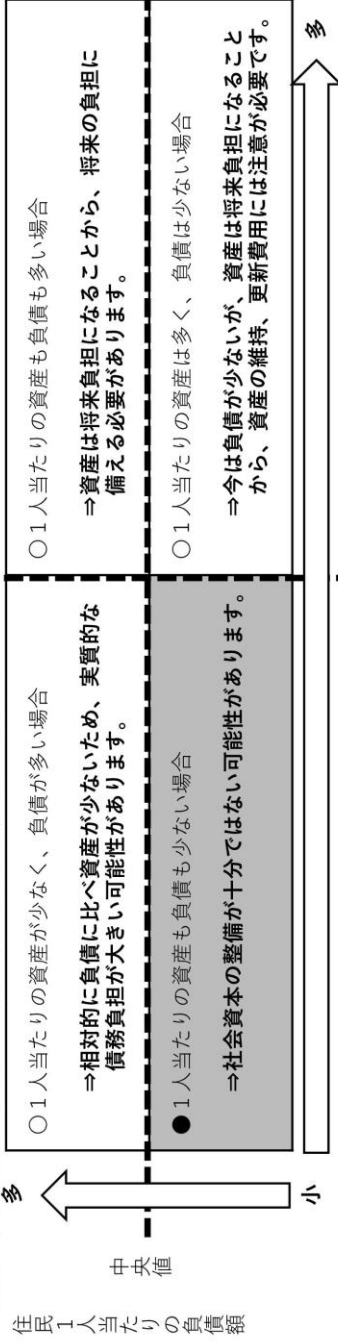 多
○1人当たりの資産が少なく、負債が多い場合
⇒相対的に負債に比べ資産が少ないため、実質的な
債務負担が大きい可能性があります。
○1人当たりの資産も負債も多い場合
⇒資産は将来負担になることから、将来の負担に
備える必要があります。
中央値
住民1人当たりの負債額
●1人当たりの資産も負債も少ない場合
⇒社会資本の整備が十分ではない可能性があります。
○1人当たりの資産は多く、負債は少ない場合
⇒今は負債が少ないが、資産は将来負担になること
から、資産の維持、更新費用には注意が必要です。
小
多